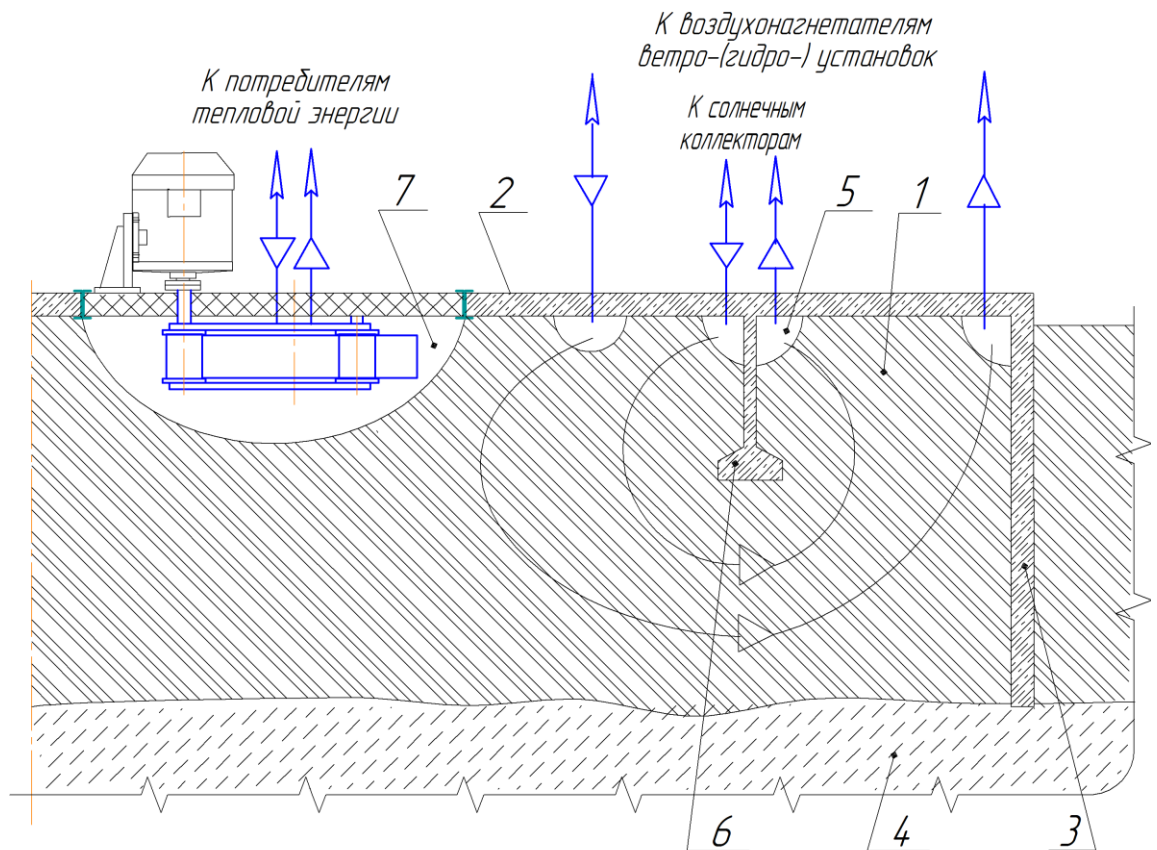 К воздухонагнетателям
ветро-(гидро-) установок
К потребителям
тепловой энергии
К солнечным
коллекторам
7
2
5
1
6
4
3